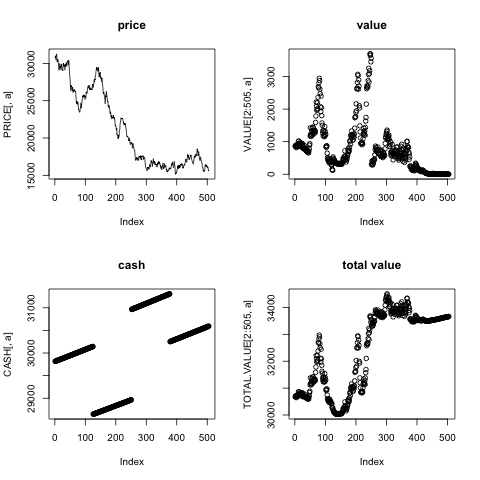 price
PRICE[, a]
30000
25000
20000
15000
0 100 200 300 400 500
Index
value
VALUE[2:505, a]
3000
2000
1000
0
0 100 200 300 400 500
Index
cash
CASH[, a]
31000
30000
29000
0 100 200 300 400 500
Index
total value
TOTAL.VALUE[2:505, a]
34000
32000
30000
0 100 200 300 400 500
Index